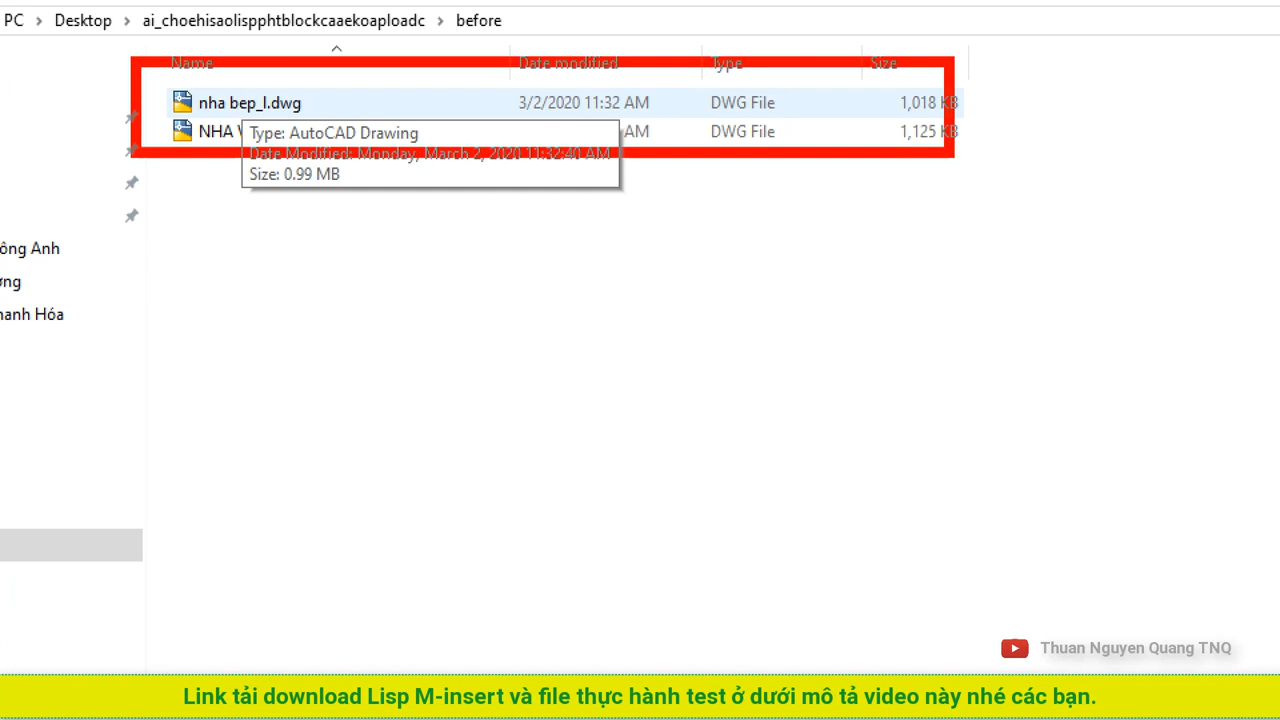 PC > Desktop > ai_choehisaolispphtblockcaaekoaploadc > before
Name Date modified Type Size
nha bep_l.dwg 3/2/2020 11:32 AM DWG File 1,018 KB
NHA AM DWG File 1,125 KB
Type: AutoCAD Drawing
Date Modified: Monday, March 2, 2020 11:32:40 AM
Size: 0.99 MB
ông Anh
anh Hóa
Thuan Nguyen Quang TNQ
Link tải download Lisp M-insert và file thực hành test ở dưới mô tả video này nhé các bạn.